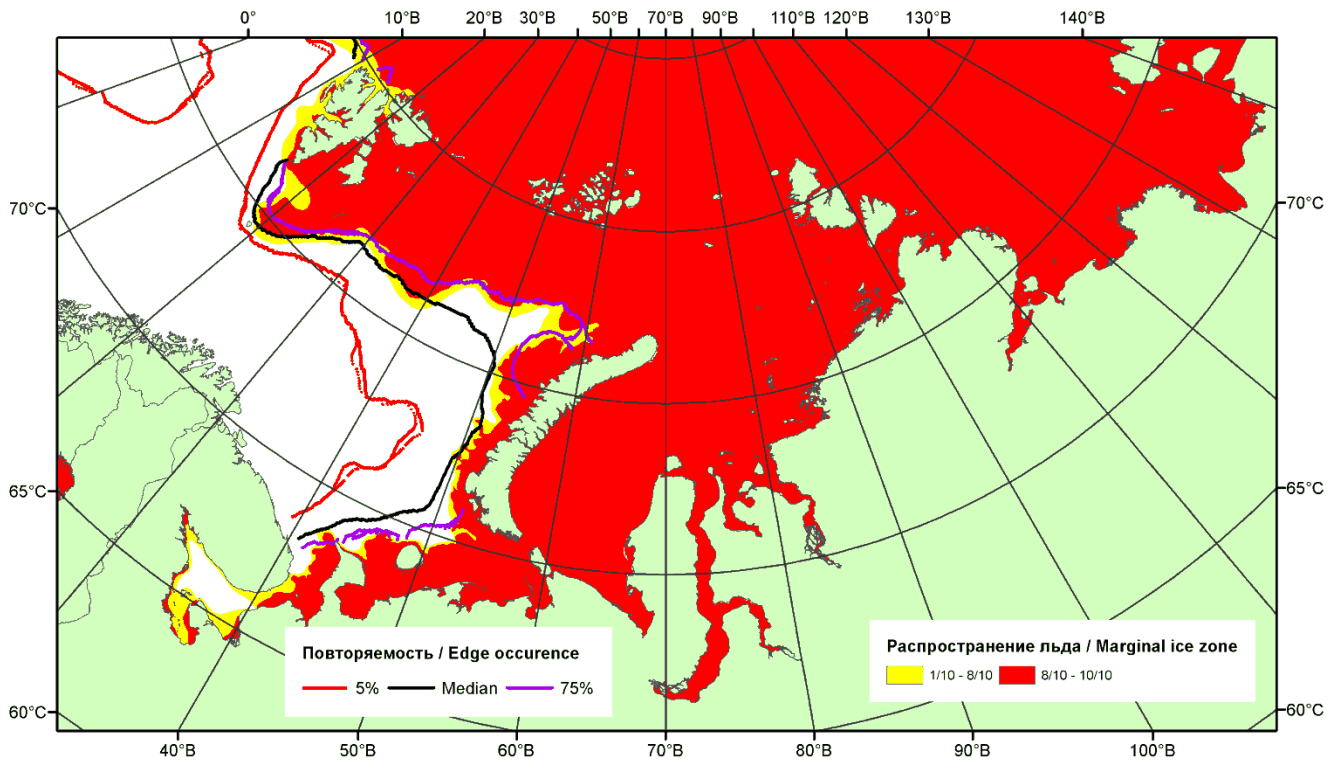 0° 10°В 20°В 30°В 50°В 70°В 90°В 110°В 120°В 130°В 140°В
70°С 70°С
65°С 65°С
Повторяемость / Edge occurence
5% Median 75%
Распространение льда / Marginal ice zone
1/10 - 8/10 8/10 - 10/10
60°С 60°С
40°В 50°В 60°В 70°В 80°В 90°В 100°В